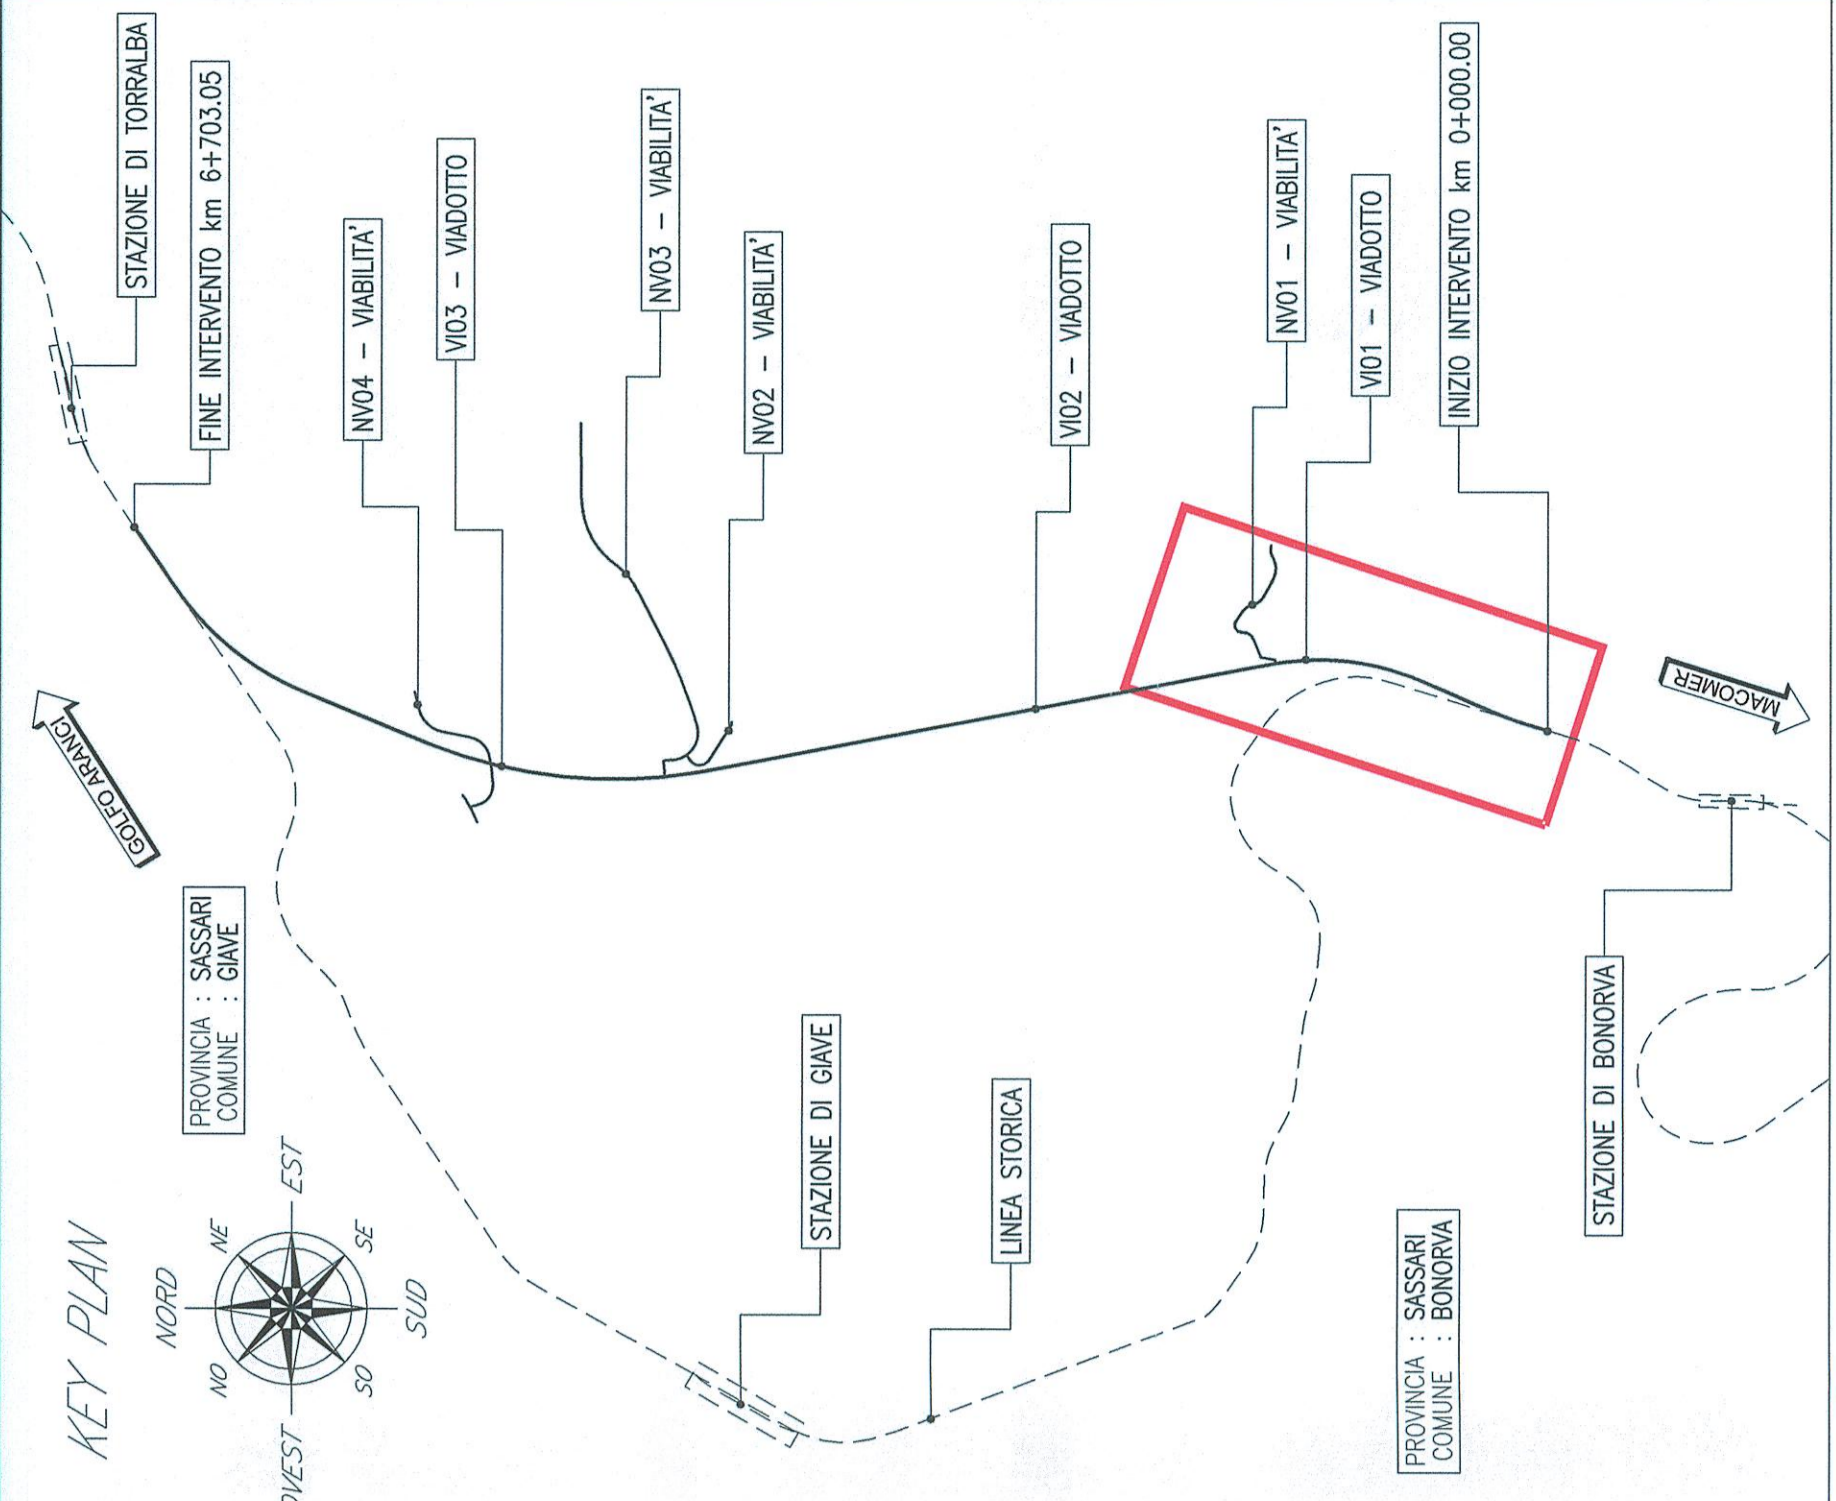 KEY PLAN
NORD
NE
EST
SE
SUD
SO
OVEST
NO
PROVINCIA : SASSARI
COMUNE : GIAVE
GOLFO ARANCI
STAZIONE DI TORRALBA
FINE INTERVENTO km 6+703.05
NV04 – VIABILITA'
VI03 – VIADOTTO
NV03 – VIABILITA'
NV02 – VIABILITA'
VI02 – VIADOTTO
NV01 – VIABILITA'
VI01 – VIADOTTO
INIZIO INTERVENTO km 0+000.00
MACOMER
STAZIONE DI GIAVE
LINEA STORICA
STAZIONE DI BONORVA
PROVINCIA : SASSARI
COMUNE : BONORVA